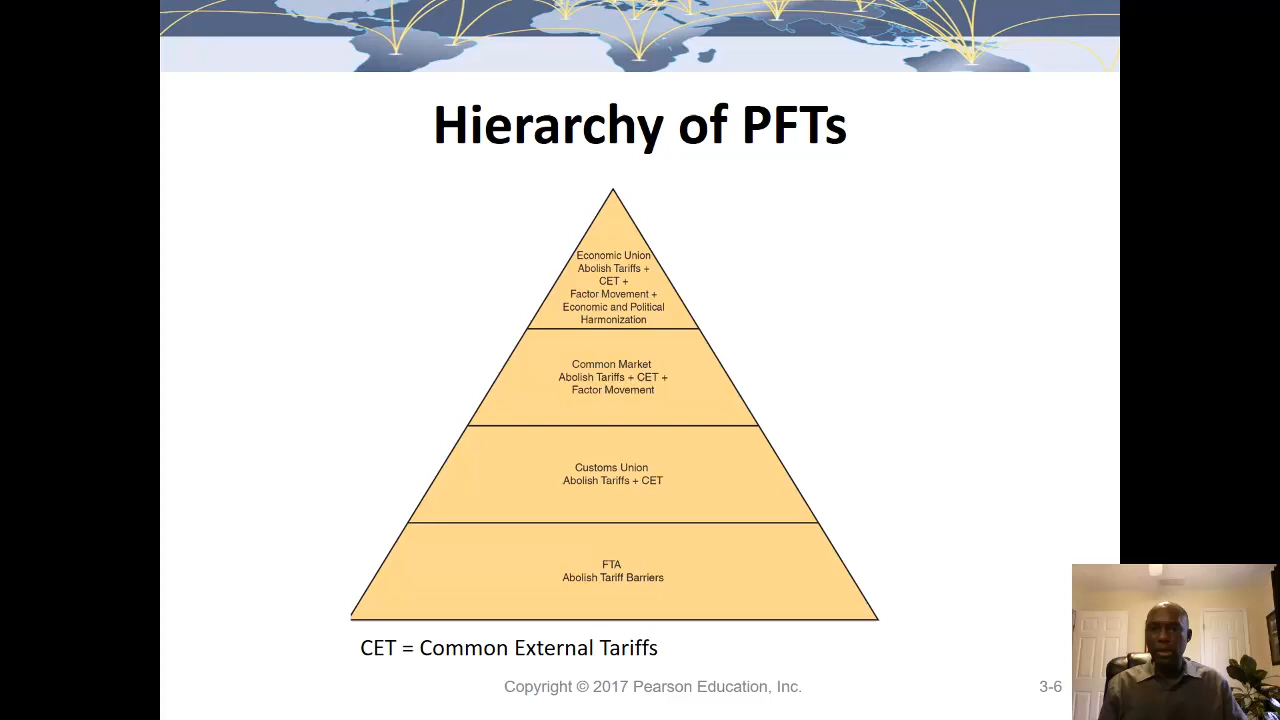 Hierarchy of PFTs
Economic Union
Abolish Tariffs +
CET +
Factor Movement +
Economic and Political
Harmonization
Common Market
Abolish Tariffs + CET +
Factor Movement
Customs Union
Abolish Tariffs + CET
FTA
Abolish Tariff Barriers
CET = Common External Tariffs
Copyright © 2017 Pearson Education, Inc.
3-6